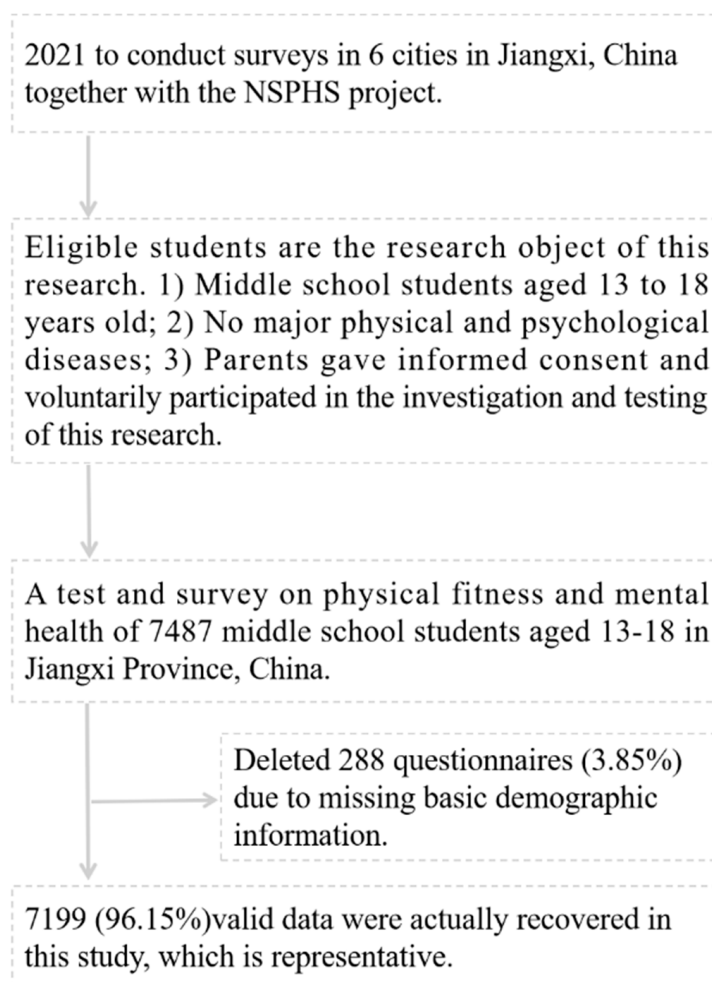 2021 to conduct surveys in 6 cities in Jiangxi, China
together with the NSPHS project.
Eligible students are the research object of this
research. 1) Middle school students aged 13 to 18
years old; 2) No major physical and psychological
diseases; 3) Parents gave informed consent and
voluntarily participated in the investigation and testing
of this research.
A test and survey on physical fitness and mental
health of 7487 middle school students aged 13-18 in
Jiangxi Province, China.
Deleted 288 questionnaires (3.85%)
due to missing basic demographic
information.
7199 (96.15%)valid data were actually recovered in
this study, which is representative.